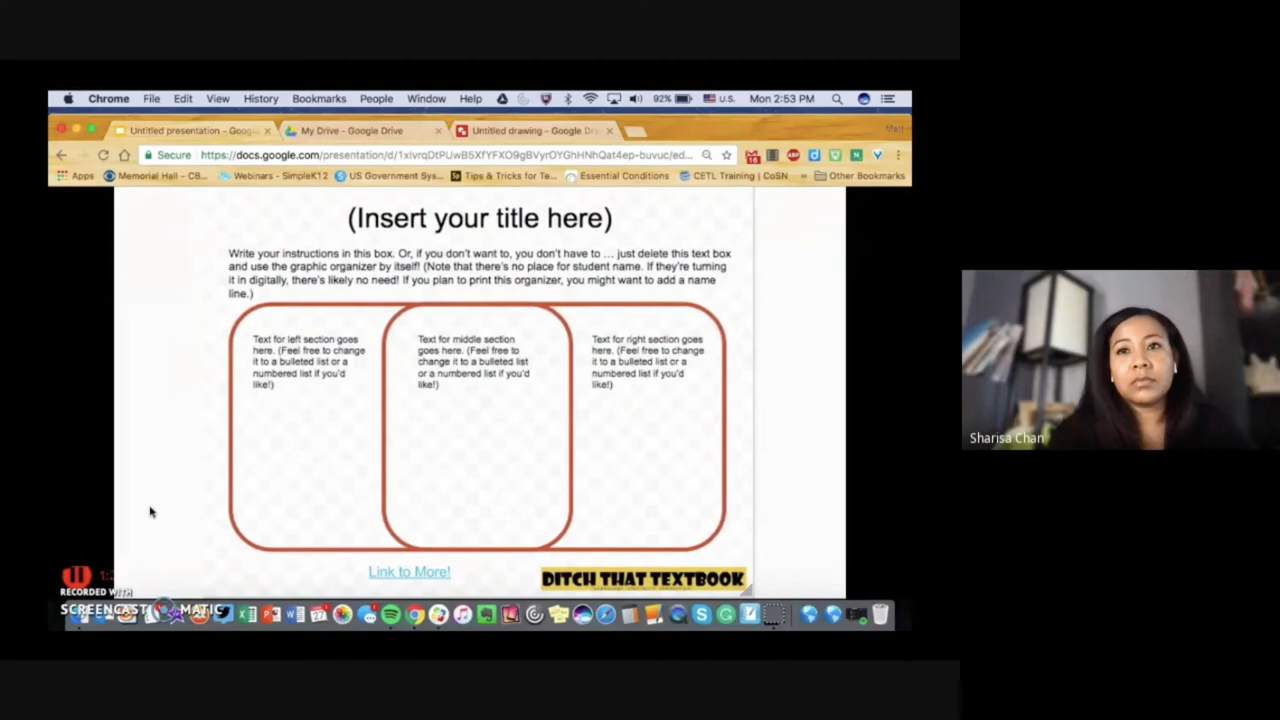 Chrome File Edit View History Bookmarks People Window Help 92% U.S. Mon 2:53 PM
Untitled presentation - Goog
My Drive - Google Drive
Untitled drawing - Google Dr
Matt
Secure https://docs.google.com/presentation/d/
Apps Memorial Hall - CB... Webinars - SimpleK12 US Government Sys... Tips & Tricks for Te... Essential Conditions CETL Training | CoSN » Other Bookmarks
(Insert your title here)
Write your instructions in this box. Or, if you don't want to, you don't have to … just delete this text box
and use the graphic organizer by itself! (Note that there's no place for student name. If they're turning
it in digitally, there's likely no need! If you plan to print this organizer, you might want to add a name
line.)
Text for left section goes
here. (Feel free to change
it to a bulleted list or a
numbered list if you'd
like!)
Text for middle section
goes here. (Feel free to
change it to a bulleted list
or a numbered list if you'd
like!)
Text for right section goes
here. (Feel free to change
it to a bulleted list or a
numbered list if you'd
like!)
Link to More!
DITCH THAT TEXTBOOK
RECORDED WITH
SCREENCAST MATIC
Sharisa Chan